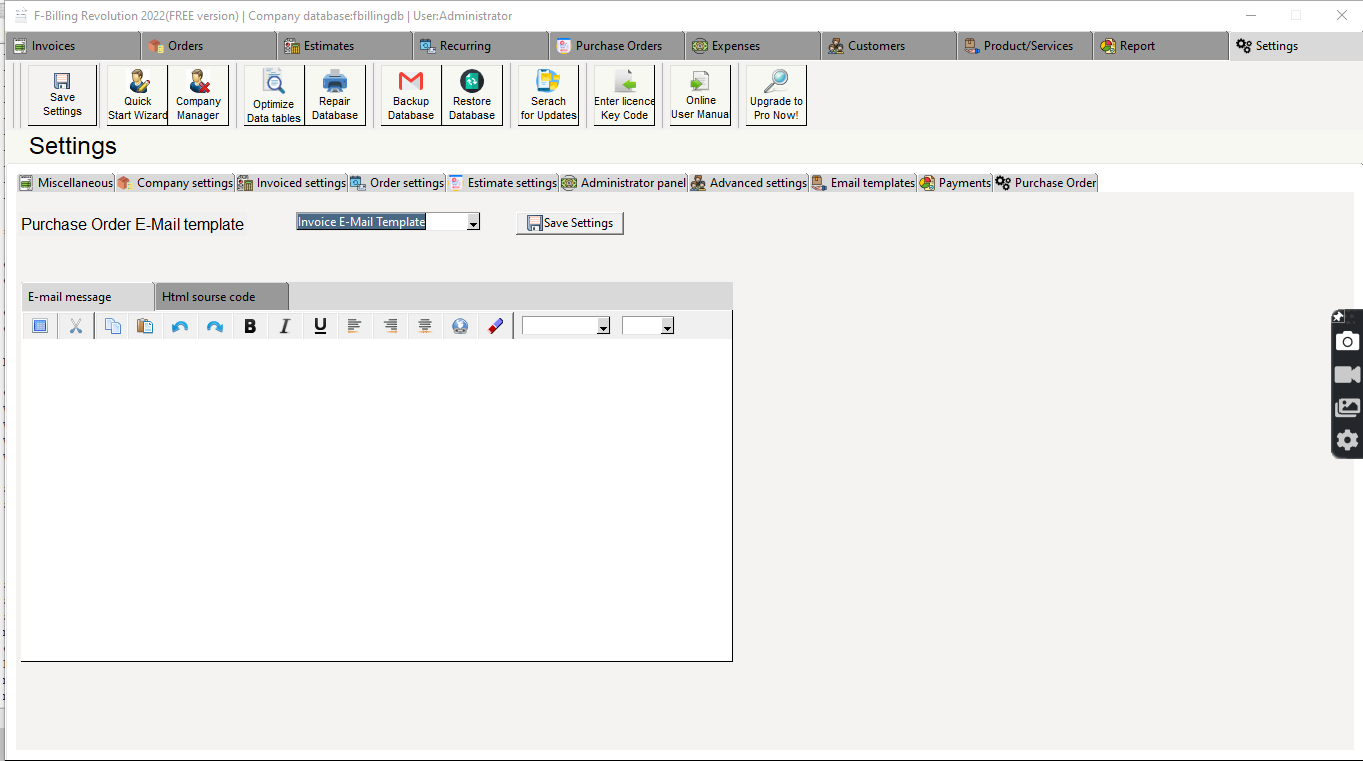 F-Billing Revolution 2022(FREE version) | Company database:fbillingdb | User:Administrator
Invoices
Orders
Estimates
Recurring
Purchase Orders
Expenses
Customers
Product/Services
Report
Settings
Save
Settings
Quick
Start Wizard
Company
Manager
Optimize
Data tables
Repair
Database
Backup
Database
Restore
Database
Serach
for Updates
Enter licence
Key Code
Online
User Manua
Upgrade to
Pro Now!
Settings
Miscellaneous
Company settings
Invoiced settings
Order settings
Estimate settings
Administrator panel
Advanced settings
Email templates
Payments
Purchase Order
Purchase Order E-Mail template
Invoice E-Mail Template
Save Settings
E-mail message
Html sourse code
B I U